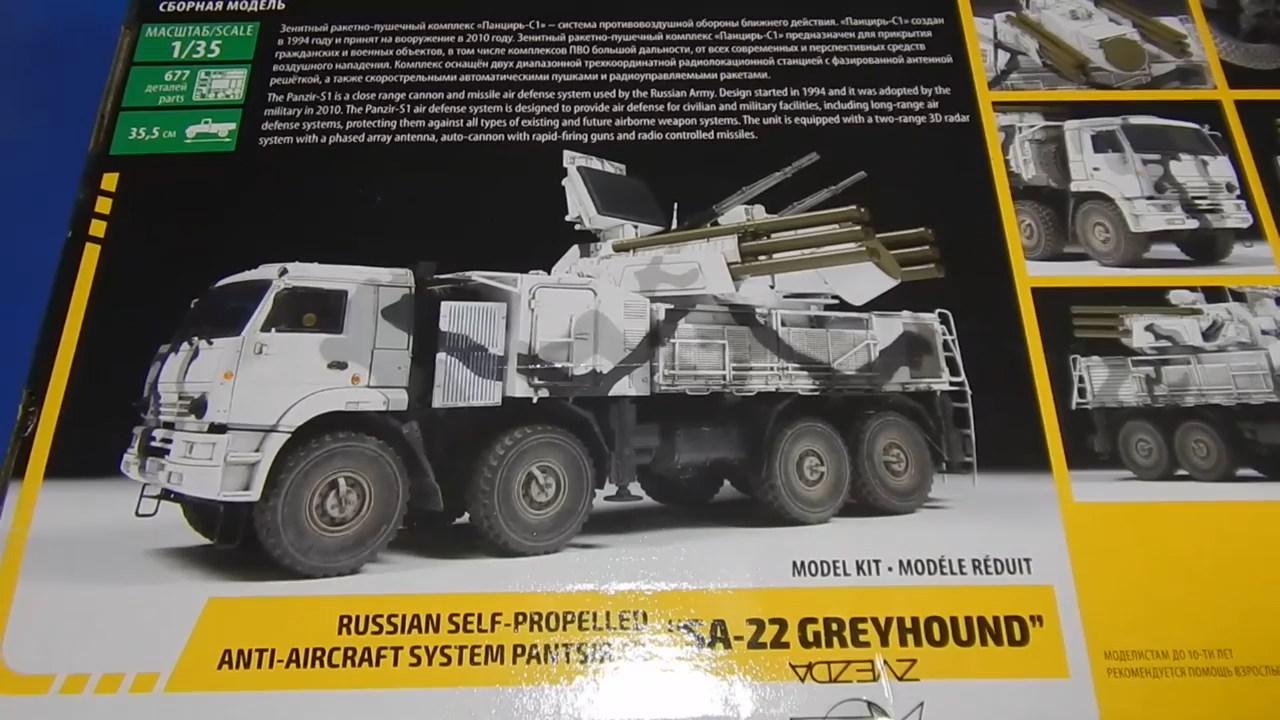 СБОРНАЯ МОДЕЛЬ
МАСШТАБ/SCALE
1/35
677
деталей
parts
35,5 см
Зенитный ракетно-пушечный комплекс «Панцирь-С1» – система противовоздушной обороны ближнего действия. «Панцирь-С1» создан
в 1994 году и принят на вооружение в 2010 году. Зенитный ракетно-пушечный комплекс «Панцирь-С1» предназначен для прикрытия
гражданских и военных объектов, в том числе комплексов ПВО большой дальности, от всех современных и перспективных средств
воздушного нападения. Комплекс оснащён двух диапазонной трехкоординатной радиолокационной станцией с фазированной антенной
решёткой, а также скорострельными автоматическими пушками и радиоуправляемыми ракетами.
The Panzir-S1 is a close range cannon and missile air defense system used by the Russian Army. Design started in 1994 and it was adopted by the
military in 2010. The Panzir-S1 air defense system is designed to provide air defense for civilian and military facilities, including long-range air
defense systems, protecting them against all types of existing and future airborne weapon systems. The unit is equipped with a two-range 3D radar
system with a phased array antenna, auto-cannon with rapid-firing guns and radio controlled missiles.
MODEL KIT • MODÉLE RÉDUIT
RUSSIAN SELF-PROPELLED
ANTI-AIRCRAFT SYSTEM
"SA-22 GREYHOUND"
ZVEZDA
МОДЕЛИСТАМ ДО 10-ТИ ЛЕТ
РЕКОМЕНДУЕТСЯ ПОМОЩЬ